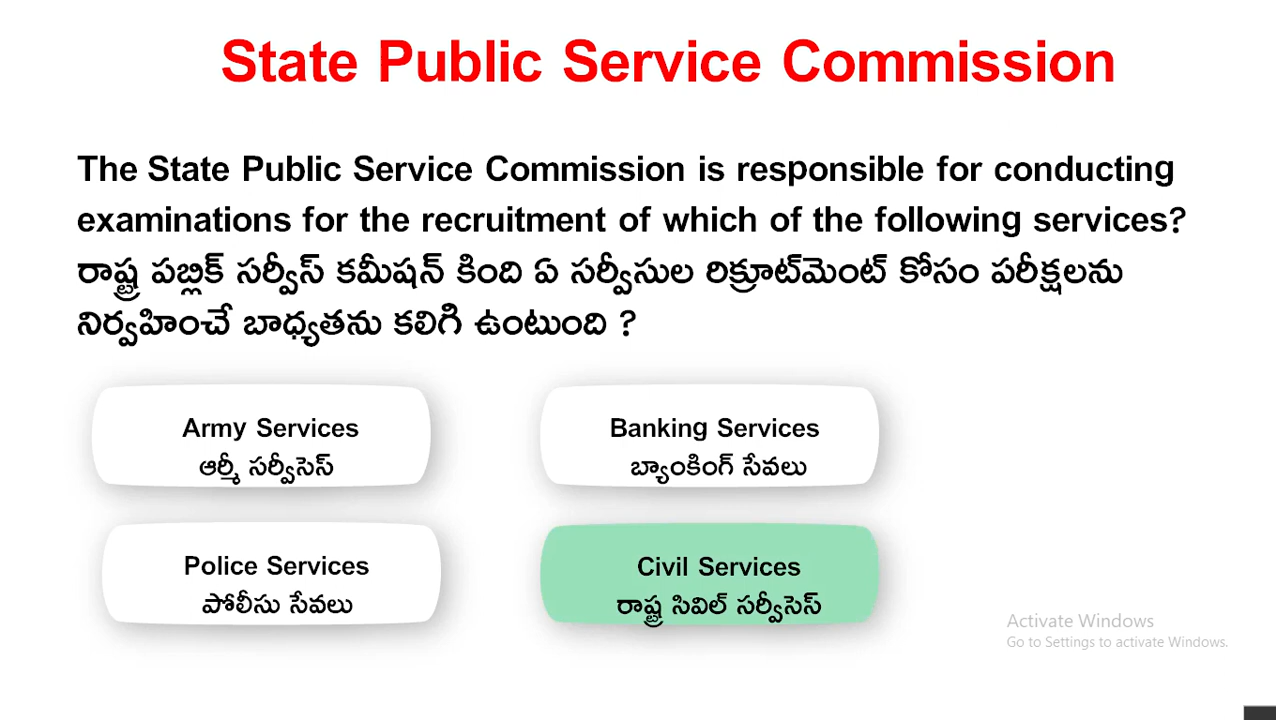 State Public Service Commission
The State Public Service Commission is responsible for conducting
examinations for the recruitment of which of the following services?
రాష్ట్ర పబ్లిక్ సర్వీస్ కమీషన్ కింది ఏ సర్వీసుల రిక్రూట్‌మెంట్ కోసం పరీక్షలను
నిర్వహించే బాధ్యతను కలిగి ఉంటుంది ?
Army Services
ఆర్మీ సర్వీసెస్
Banking Services
బ్యాంకింగ్ సేవలు
Police Services
పోలీసు సేవలు
Civil Services
రాష్ట్ర సివిల్ సర్వీసెస్
Activate Windows
Go to Settings to activate Windows.